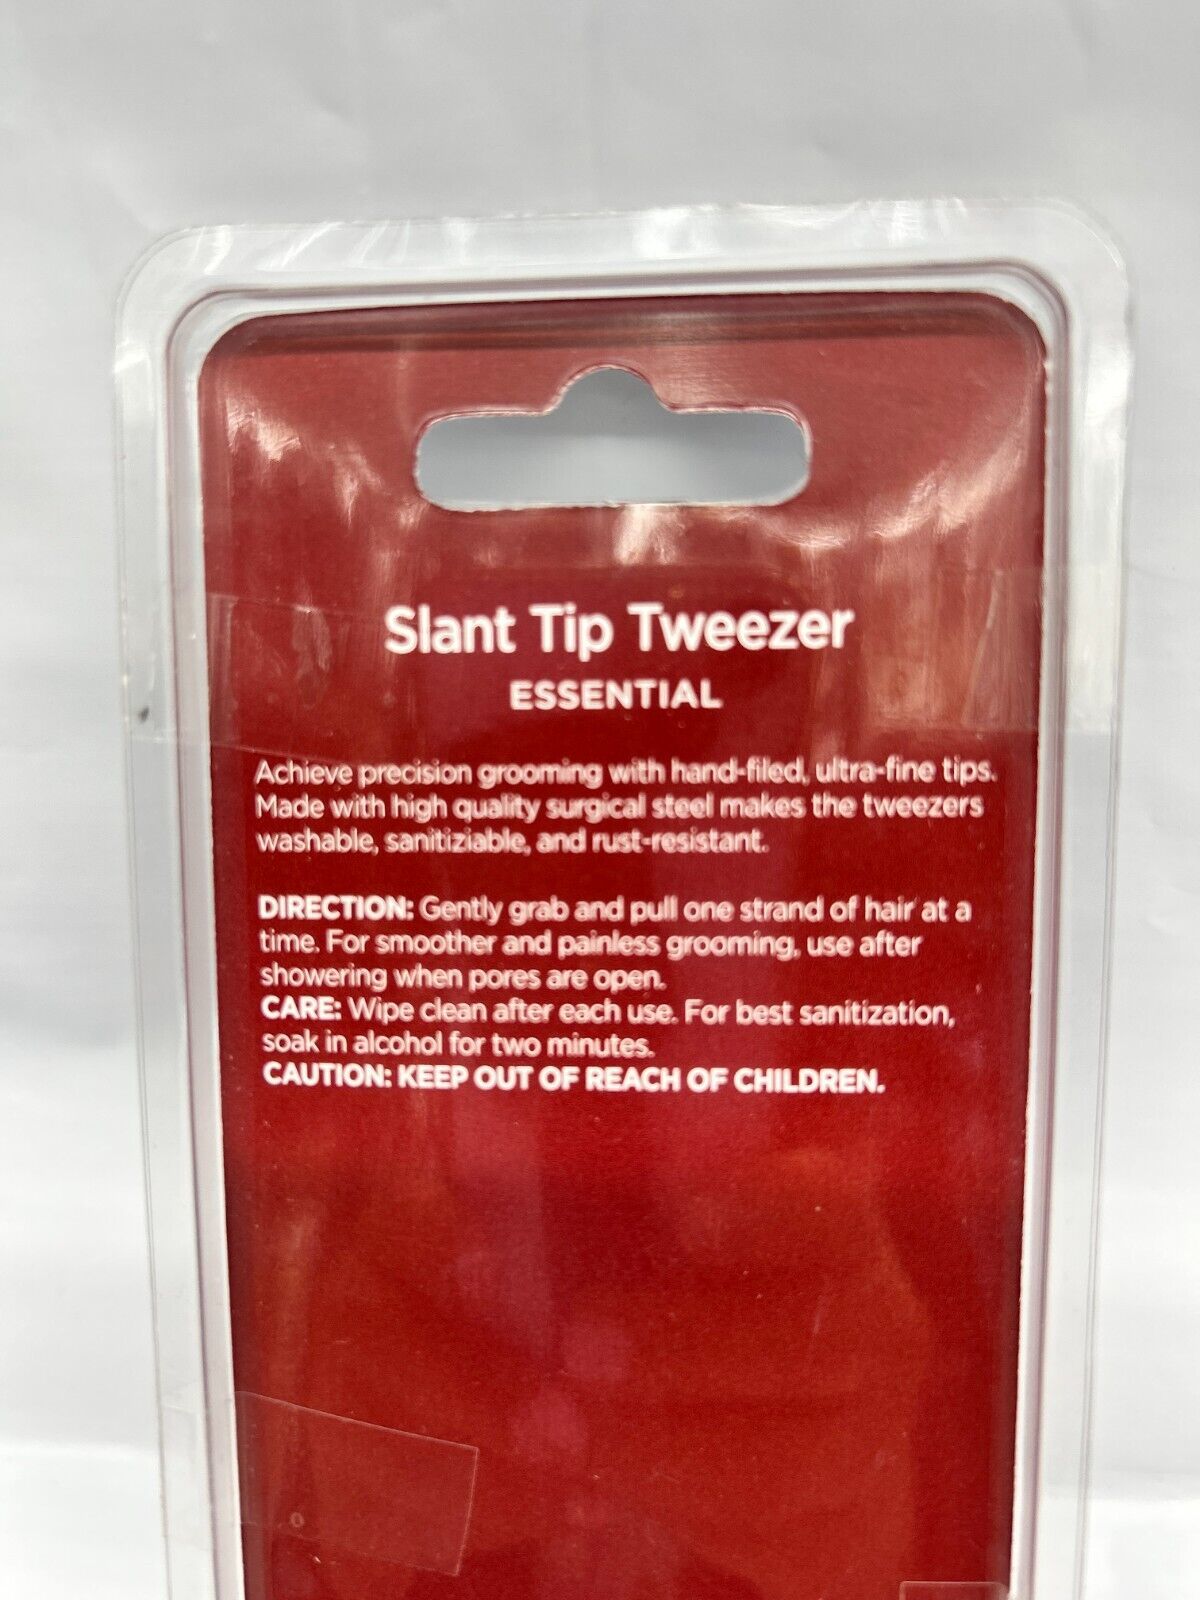 Slant Tip Tweezer
ESSENTIAL
Achieve precision grooming with hand-filed, ultra-fine tips.
Made with high quality surgical steel makes the tweezers
washable, sanitiziable, and rust-resistant.
DIRECTION: Gently grab and pull one strand of hair at a
time. For smoother and painless grooming, use after
showering when pores are open.
CARE: Wipe clean after each use. For best sanitization,
soak in alcohol for two minutes.
CAUTION: KEEP OUT OF REACH OF CHILDREN.